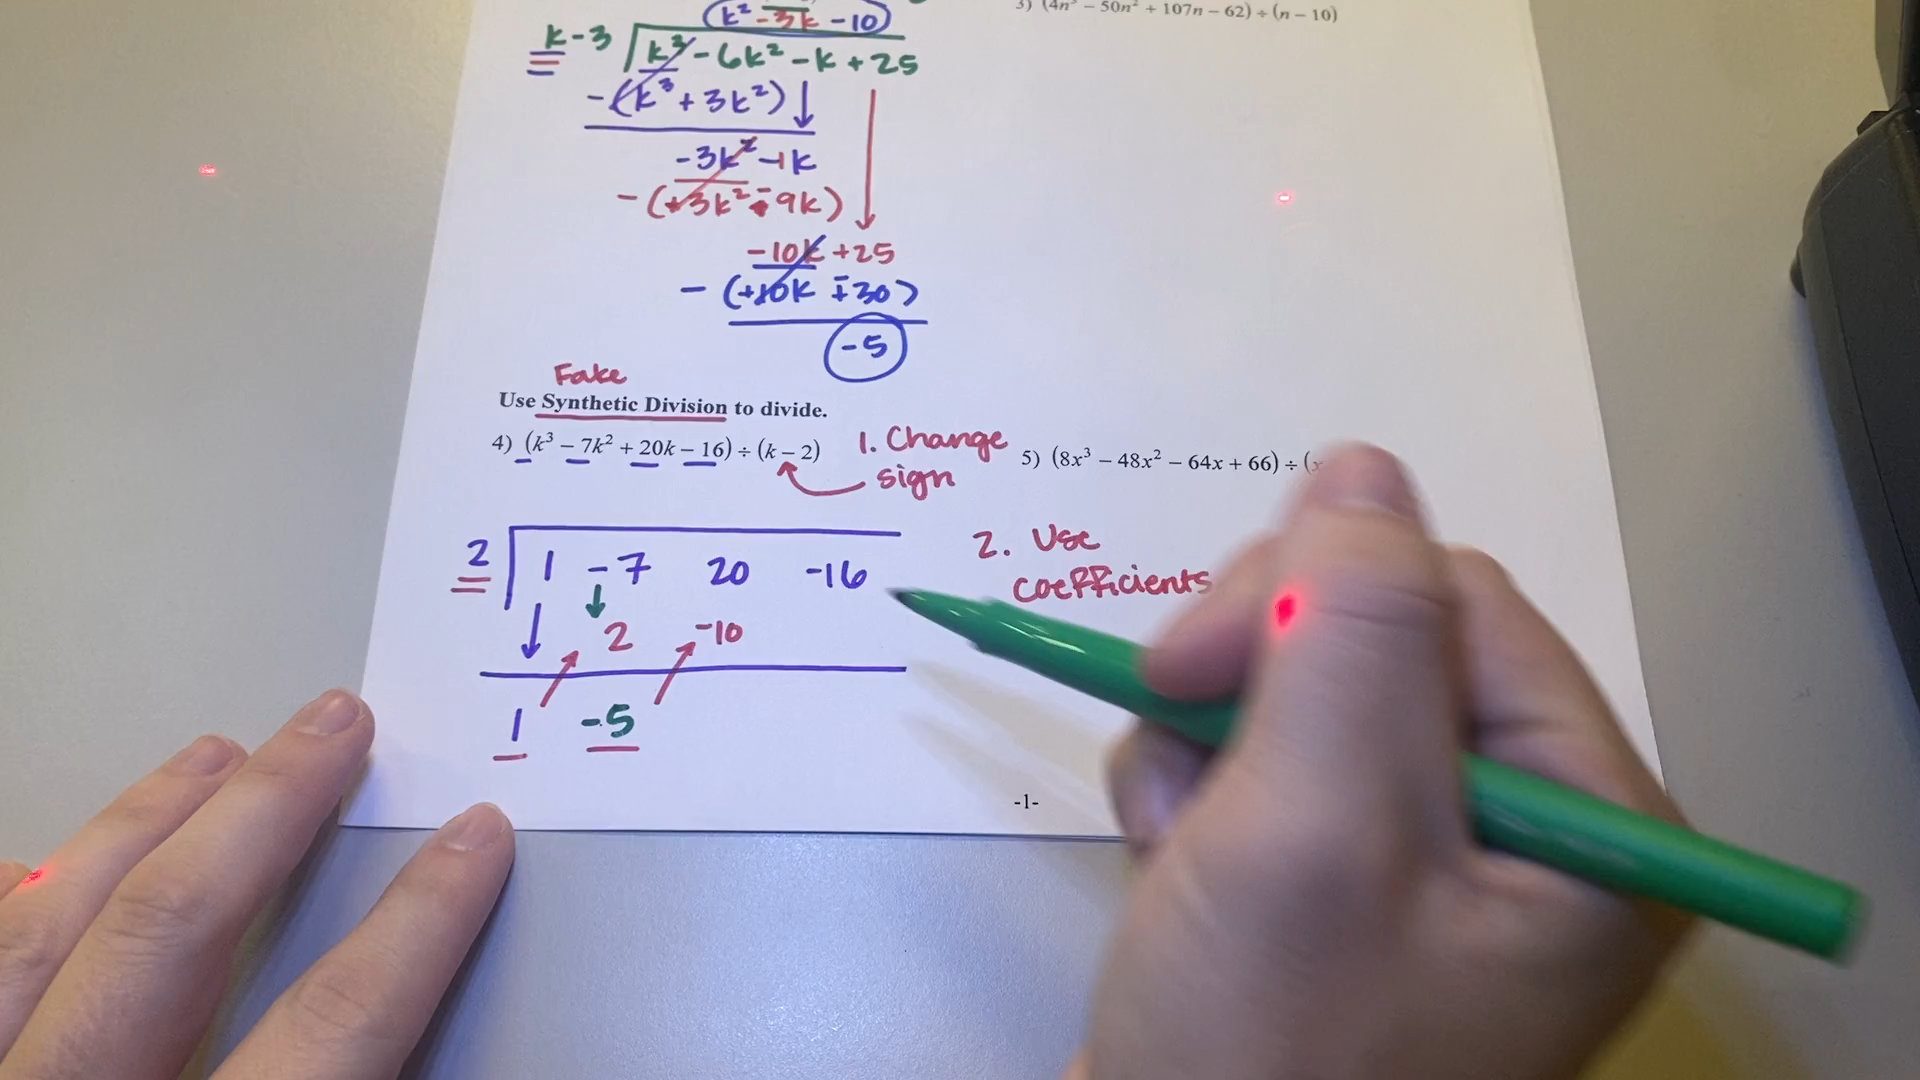 k² -3k -10
3) (4n³ − 50n² + 107n − 62) ÷ (n − 10)
k - 3 k³ - 6k² - k + 25
-(k³ + 3k²)
-3k² -1k
-(+3k² - 9k)
-10k +25
-(+10k ∓30)
-5
Fake
Use Synthetic Division to divide.
4) (k³ − 7k² + 20k − 16) ÷ (k − 2)
1. Change
sign
5) (8x³ − 48x² − 64x + 66) ÷ (
2 1 -7 20 -16
2. Use
coefficients
2 -10
1 -5
-1-